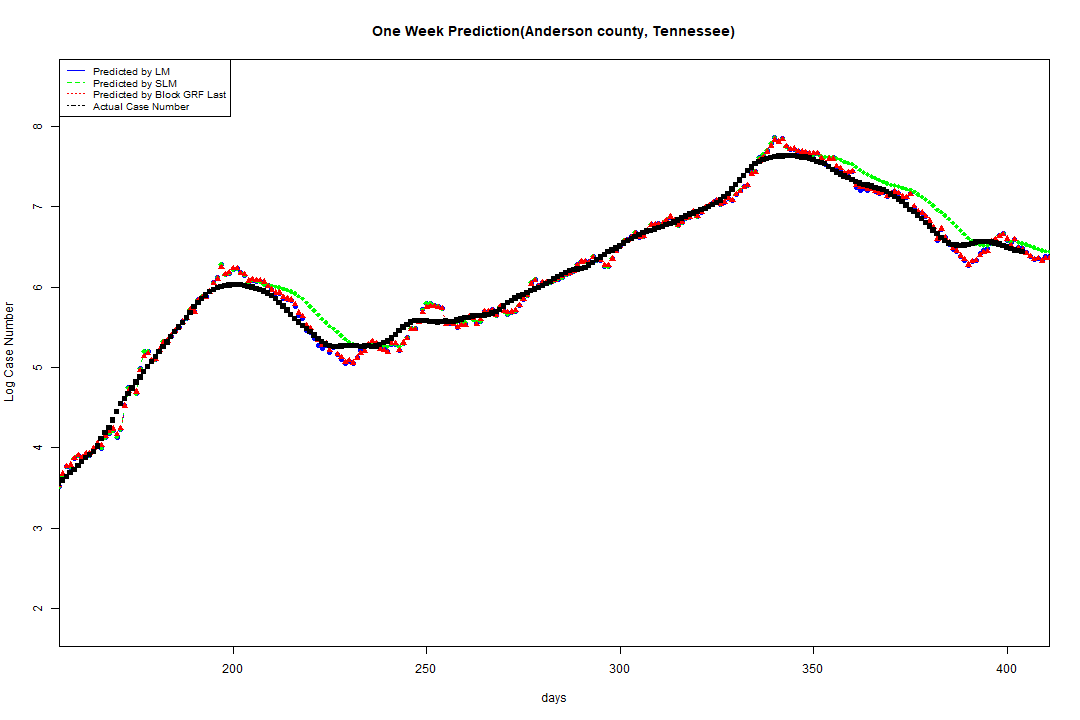 One Week Prediction(Anderson county, Tennessee)
Predicted by LM
Predicted by SLM
Predicted by Block GRF Last
Actual Case Number
8
7
6
5
4
3
2
Log Case Number
200 250 300 350 400
days